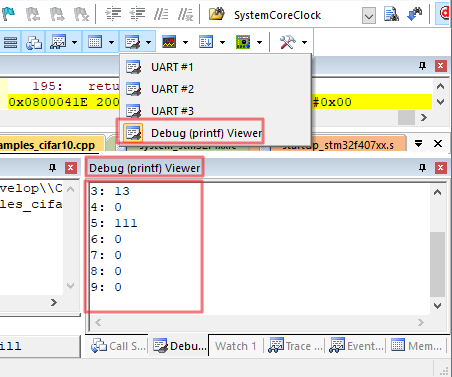 SystemCoreClock
UART #1
UART #2
UART #3
Debug (printf) Viewer
195:
0x0800041E 200
#0x00
amples_cifar10.cpp
startup_stm32f407xx.s
velop\\C
les_cifa
ill
Debug (printf) Viewer
3: 13
4: 0
5: 111
6: 0
7: 0
8: 0
9: 0
Call S...
Debu...
Watch 1
Trace ...
Event...
Mem...